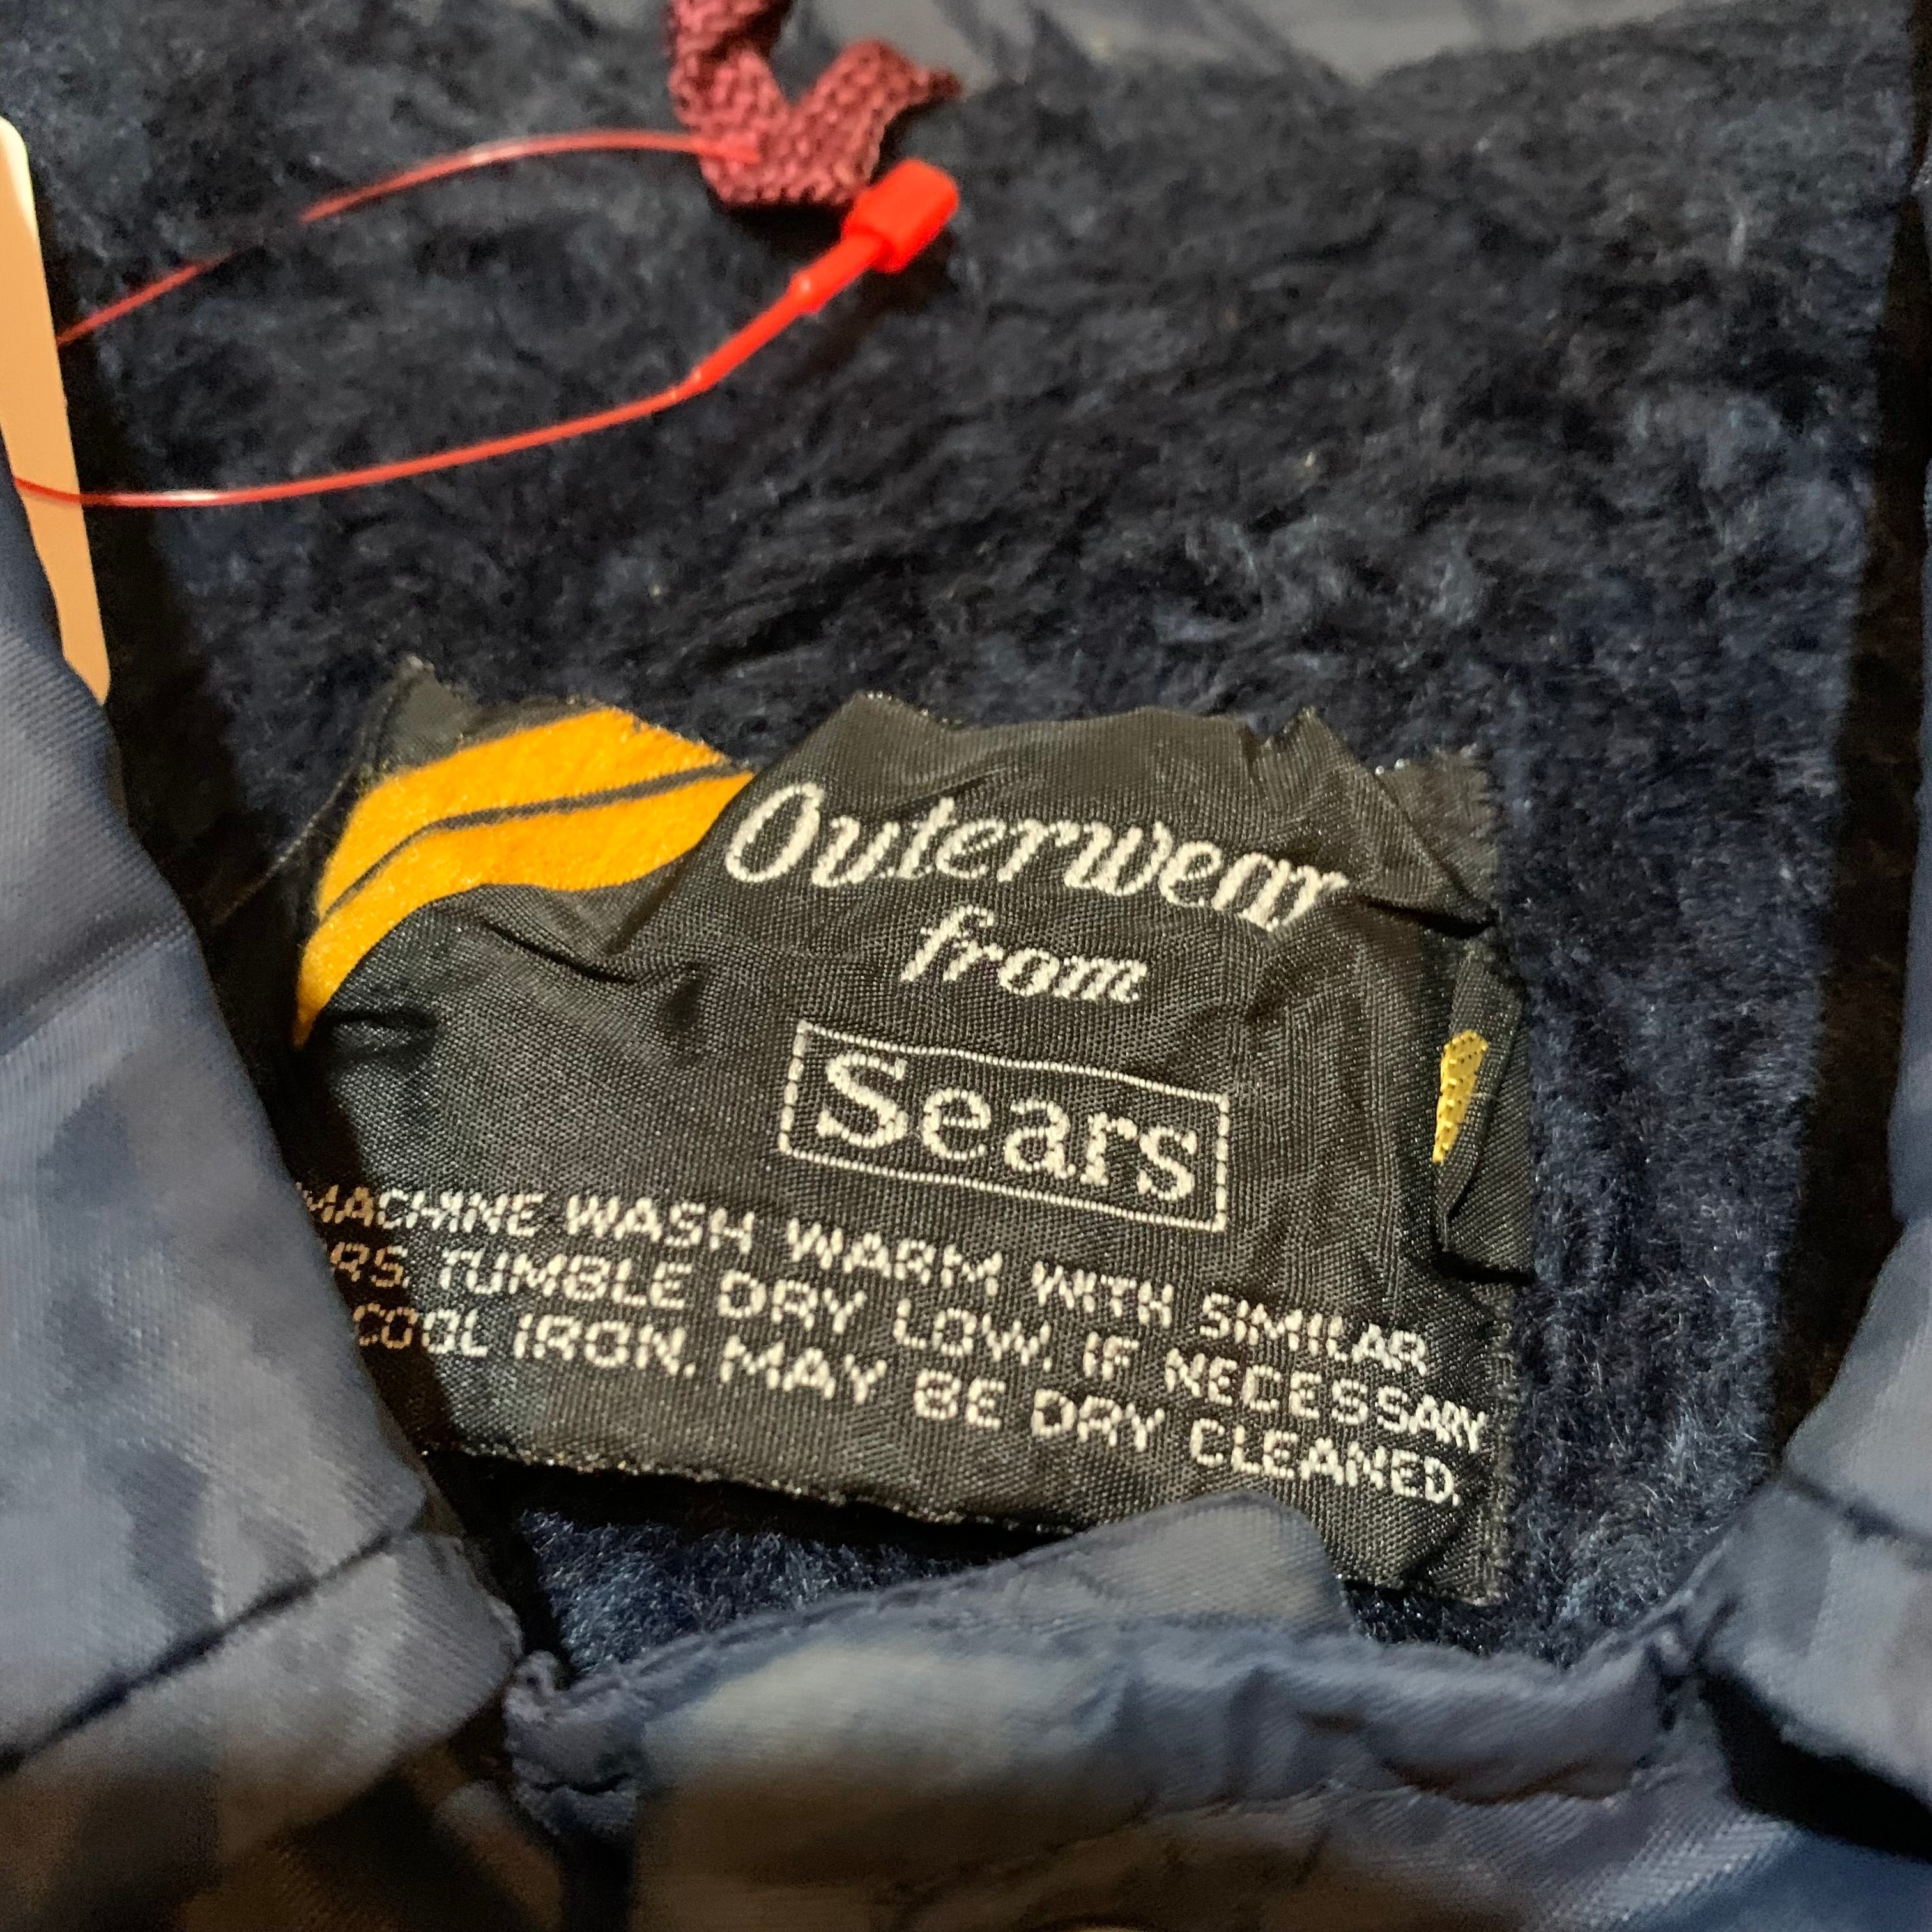 Outerwear
from
Sears
MACHINE WASH WARM WITH SIMILAR
RS. TUMBLE DRY LOW. IF NECESSARY
COOL IRON. MAY BE DRY CLEANED.